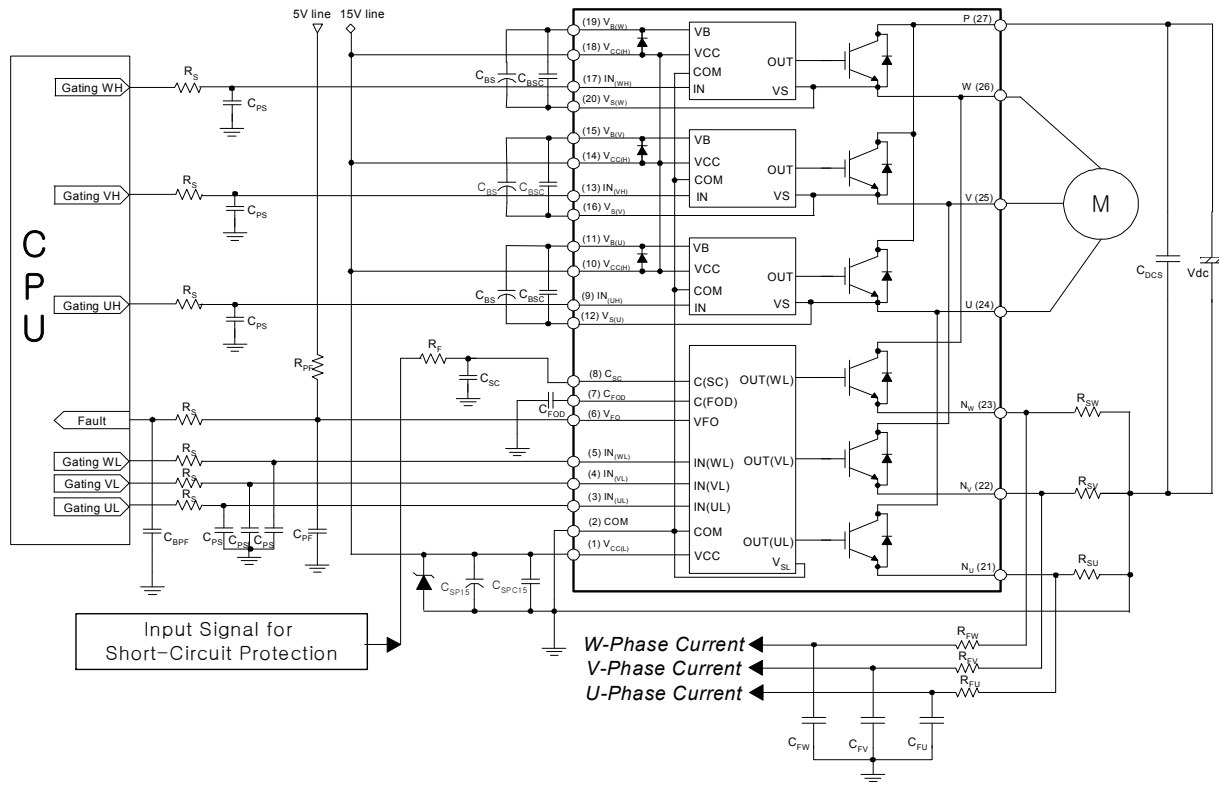 5V line
15V line
CPU
Gating WH
Gating VH
Gating UH
Fault
Gating WL
Gating VL
Gating UL
RS
CPS
RS
CPS
RS
CPS
RPF
RF
CSC
CFOD
RS
RS
RS
RS
CBPF
CPS
CPS
CPS
CPF
CSP15
CSPC15
CBS
CBSC
CBS
CBSC
CBS
CBSC
(19) VB(W)
(18) VCC(H)
(17) IN(WH)
(20) VS(W)
(15) VB(V)
(14) VCC(H)
(13) IN(VH)
(16) VS(V)
(11) VB(U)
(10) VCC(H)
(9) IN(UH)
(12) VS(U)
(8) CSC
(7) CFOD
(6) VFO
(5) IN(WL)
(4) IN(VL)
(3) IN(UL)
(2) COM
(1) VCC(L)
VB
VCC
COM
IN
OUT
VS
VB
VCC
COM
IN
OUT
VS
VB
VCC
COM
IN
OUT
VS
C(SC)
C(FOD)
VFO
IN(WL)
IN(VL)
IN(UL)
COM
VCC
OUT(WL)
OUT(VL)
OUT(UL)
VSL
P (27)
W (26)
V (25)
U (24)
NW (23)
NV (22)
NU (21)
M
CDCS
Vdc
RSW
RSV
RSU
Input Signal for
Short-Circuit Protection
W-Phase Current
V-Phase Current
U-Phase Current
RFW
RFV
RFU
CFW
CFV
CFU